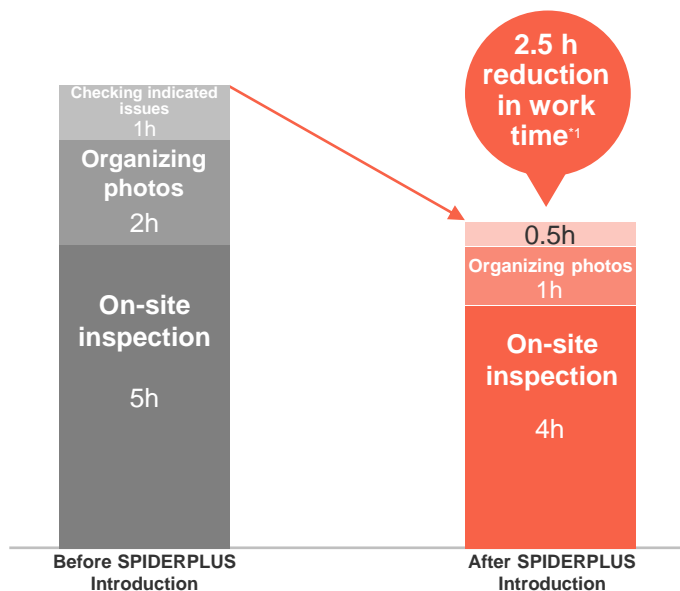 2.5 h
reduction
in work
time*1
Checking indicated
issues
1h
Organizing
photos
2h
On-site
inspection
5h
0.5h
Organizing photos
1h
On-site
inspection
4h
Before SPIDERPLUS
Introduction
After SPIDERPLUS
Introduction